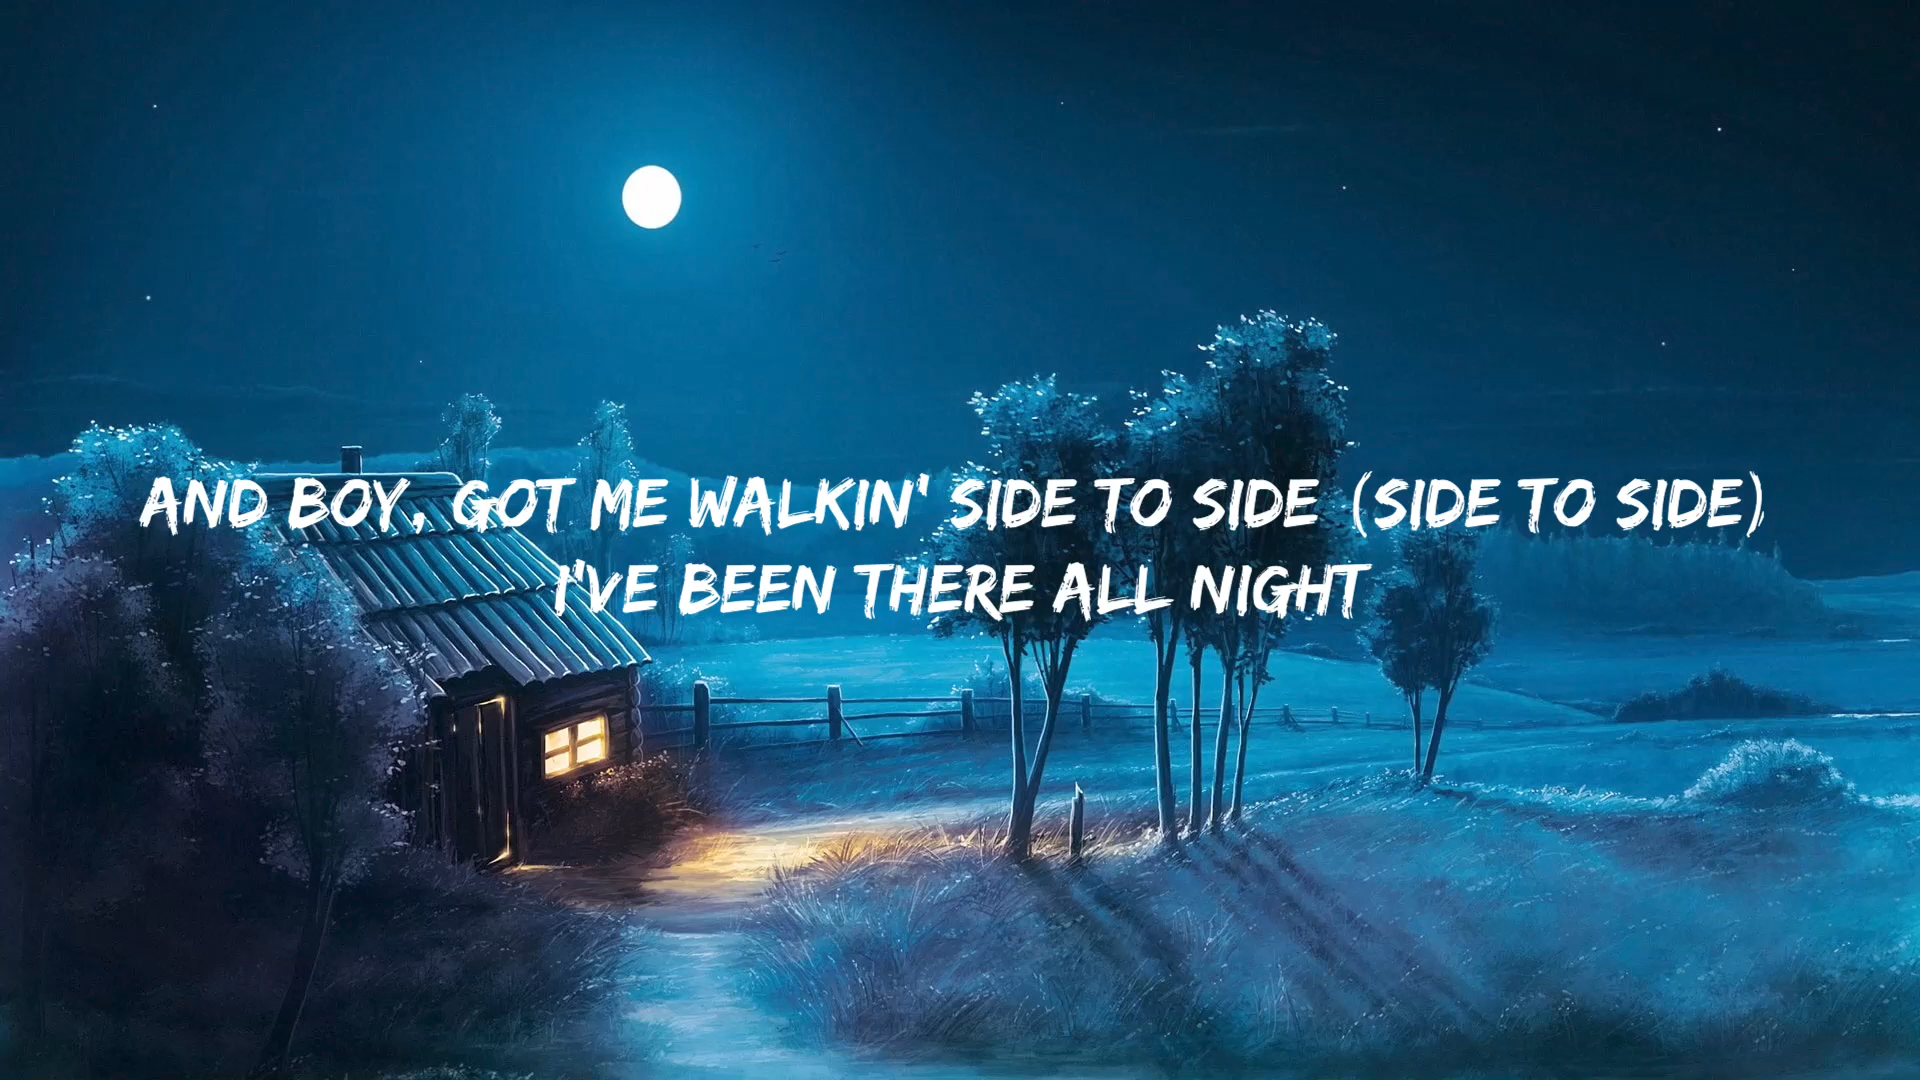 AND BOY, GOT ME WALKIN' SIDE TO SIDE (SIDE TO SIDE)
I'VE BEEN THERE ALL NIGHT